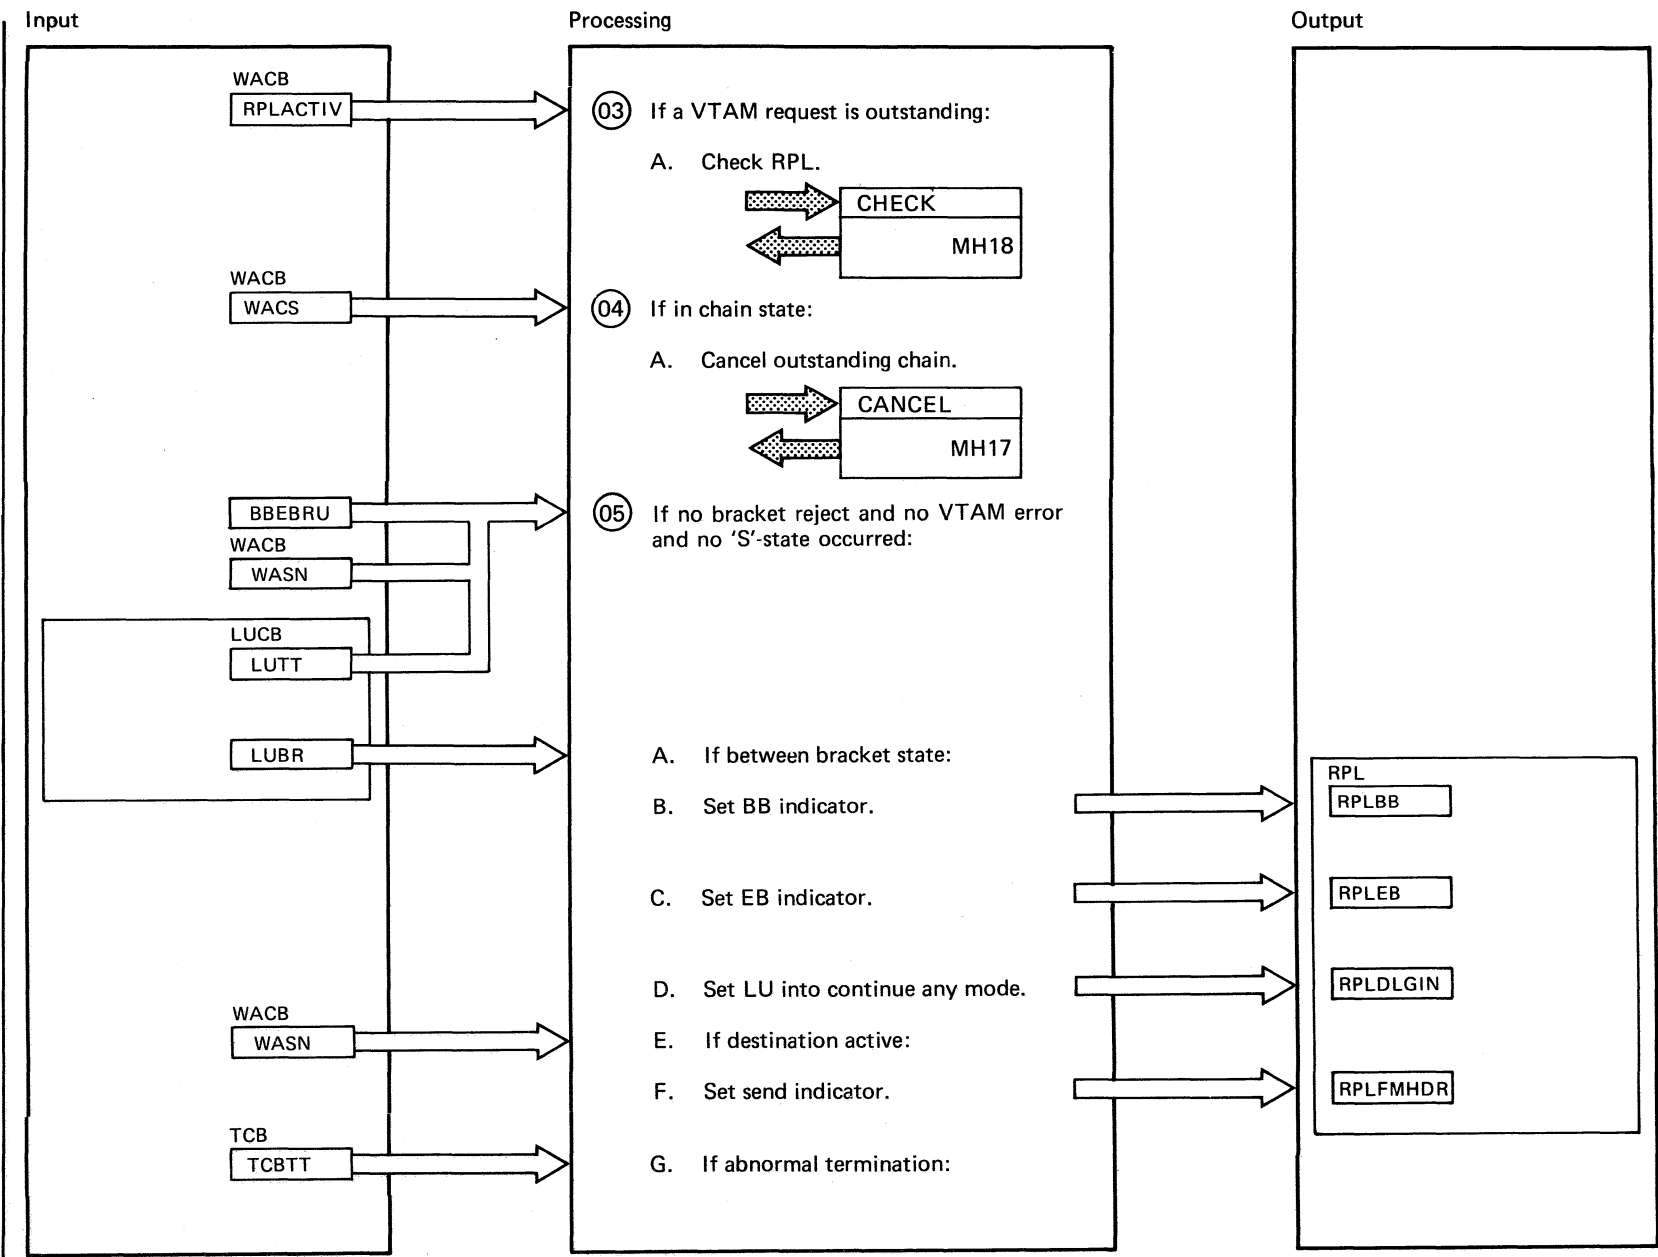 Input
Processing
Output
WACB
RPLACTIV
03 If a VTAM request is outstanding:
A. Check RPL.
CHECK
MH18
WACB
WACS
04 If in chain state:
A. Cancel outstanding chain.
CANCEL
MH17
BBEBRU
WACB
WASN
LUCB
LUTT
05 If no bracket reject and no VTAM error
and no 'S'-state occurred:
LUBR
A. If between bracket state:
B. Set BB indicator.
RPL
RPLBB
C. Set EB indicator.
RPLEB
D. Set LU into continue any mode.
RPLDLGIN
WACB
WASN
E. If destination active:
F. Set send indicator.
RPLFMHDR
TCB
TCBTT
G. If abnormal termination: